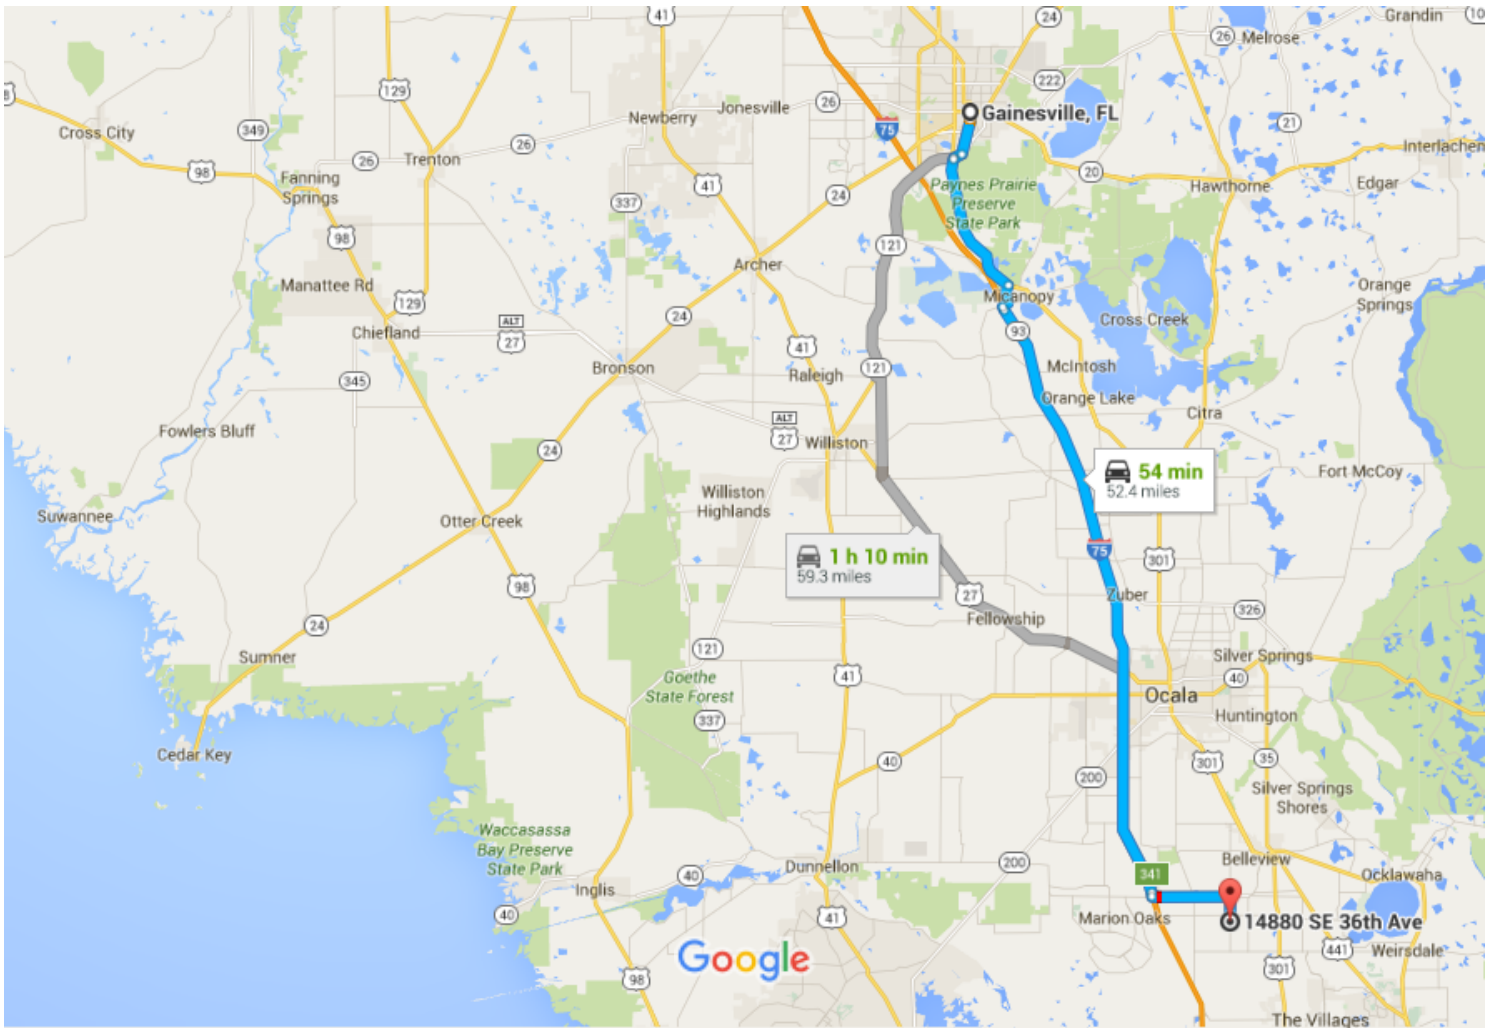 41
24
Grandin
26
Melrose
129
222
Jonesville
26
Newberry
Gainesville, FL
75
21
Cross City
349
26
Trenton
26
Interlachen
98
Fanning
Springs
41
24
20
Hawthorne
Edgar
Paynes Prairie
Preserve
State Park
337
98
121
Archer
Manattee Rd
129
Micanopy
Orange
Springs
24
Chiefland
ALT
27
93
Cross Creek
41
Bronson
Raleigh
121
McIntosh
345
Orange Lake
Citra
ALT
27
Williston
Fowlers Bluff
24
54 min
52.4 miles
Fort McCoy
Williston
Highlands
Suwannee
Otter Creek
1 h 10 min
59.3 miles
75
301
98
27
Zuber
326
Fellowship
24
121
Sumner
Silver Springs
Goethe
State Forest
41
40
Ocala
337
Huntington
Cedar Key
40
301
35
200
Silver Springs
Shores
Waccasassa
Bay Preserve
State Park
Dunnellon
200
Belleview
341
Ocklawaha
40
Inglis
40
41
Marion Oaks
14880 SE 36th Ave
441
Weirsdale
Google
98
301
The Villages